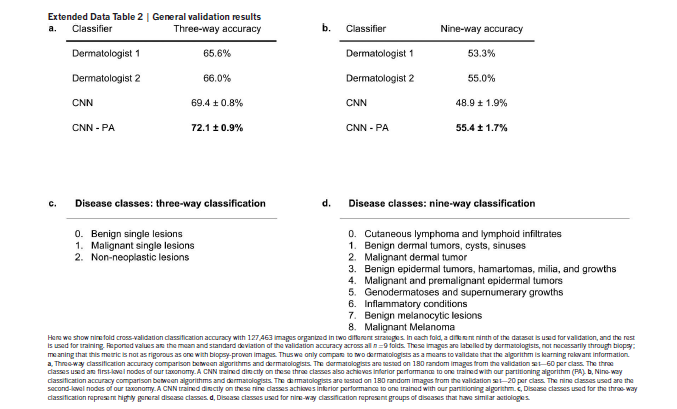 Extended Data Table 2 | General validation results
a. Classifier Three-way accuracy
Dermatologist 1 65.6%
Dermatologist 2 66.0%
CNN 69.4 ± 0.8%
CNN - PA 72.1 ± 0.9%
b. Classifier Nine-way accuracy
Dermatologist 1 53.3%
Dermatologist 2 55.0%
CNN 48.9 ± 1.9%
CNN - PA 55.4 ± 1.7%
c. Disease classes: three-way classification
0. Benign single lesions
1. Malignant single lesions
2. Non-neoplastic lesions
d. Disease classes: nine-way classification
0. Cutaneous lymphoma and lymphoid infiltrates
1. Benign dermal tumors, cysts, sinuses
2. Malignant dermal tumor
3. Benign epidermal tumors, hamartomas, milia, and growths
4. Malignant and premalignant epidermal tumors
5. Genodermatoses and supernumerary growths
6. Inflammatory conditions
7. Benign melanocytic lesions
8. Malignant Melanoma
Here we show ninefold cross-validation classification accuracy with 127,463 images organized in two different strategies. In each fold, a different ninth of the dataset is used for validation, and the rest
is used for training. Reported values are the mean and standard deviation of the validation accuracy across all n = 9 folds. These images are labelled by dermatologists, not necessarily through biopsy;
meaning that this metric is not as rigorous as one with biopsy-proven images. Thus we only compare to two dermatologists as a means to validate that the algorithm is learning relevant information.
a, Three-way classification accuracy comparison between algorithms and dermatologists. The dermatologists are tested on 180 random images from the validation set—60 per class. The three
classes used are first-level nodes of our taxonomy. A CNN trained directly on these three classes also achieves inferior performance to one trained with our partitioning algorithm (PA). b, Nine-way
classification accuracy comparison between algorithms and dermatologists. The dermatologists are tested on 180 random images from the validation set—20 per class. The nine classes used are the
second-level nodes of our taxonomy. A CNN trained directly on these nine classes achieves inferior performance to one trained with our partitioning algorithm. c, Disease classes used for the three-way
classification represent highly general disease classes. d, Disease classes used for nine-way classification represent groups of diseases that have similar aetiologies.